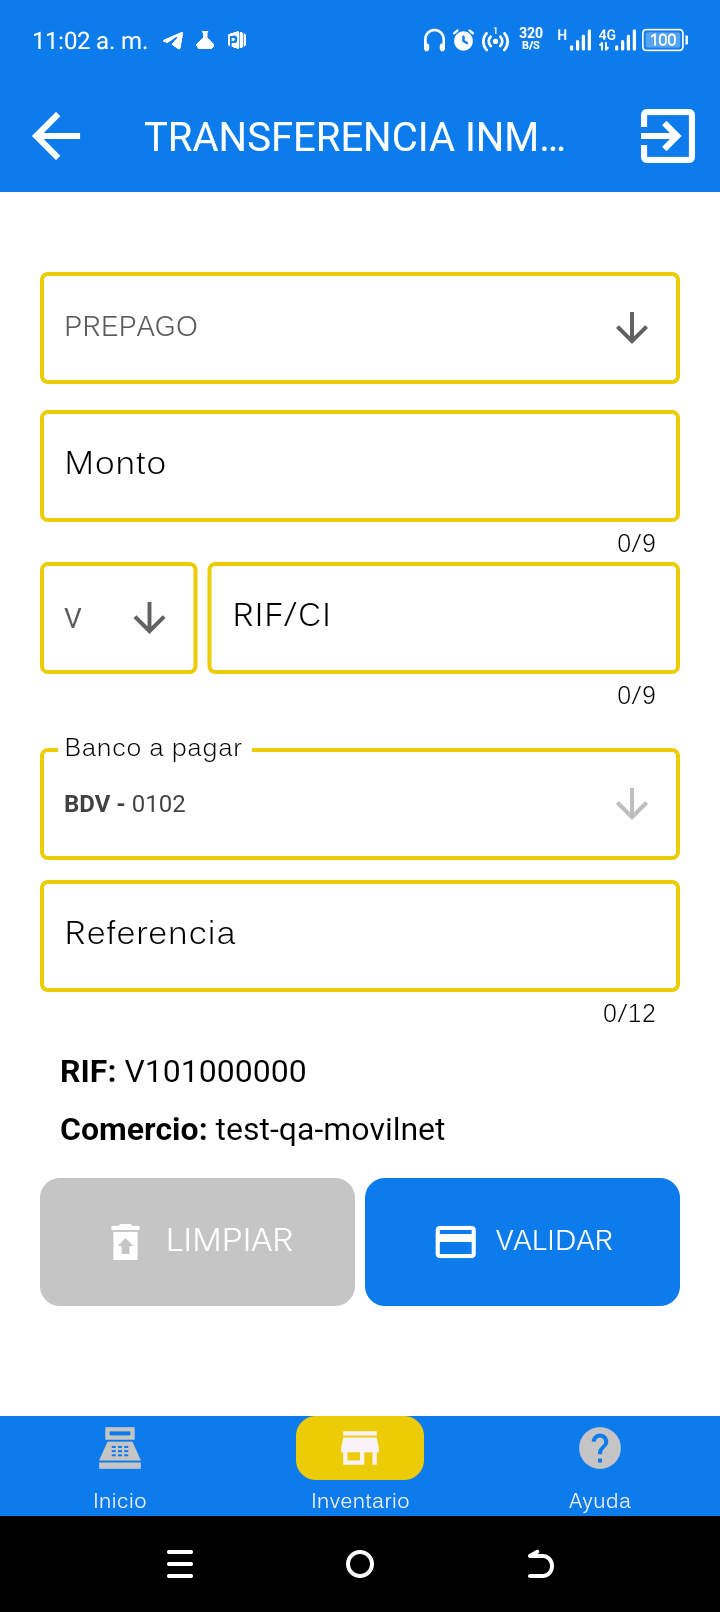 11:02 a. m.
1
320
B/S
H
4G
100
TRANSFERENCIA INM...
PREPAGO
Monto
0/9
V
RIF/CI
0/9
Banco a pagar
BDV - 0102
Referencia
0/12
RIF: V101000000
Comercio: test-qa-movilnet
LIMPIAR
VALIDAR
Inicio
Inventario
Ayuda